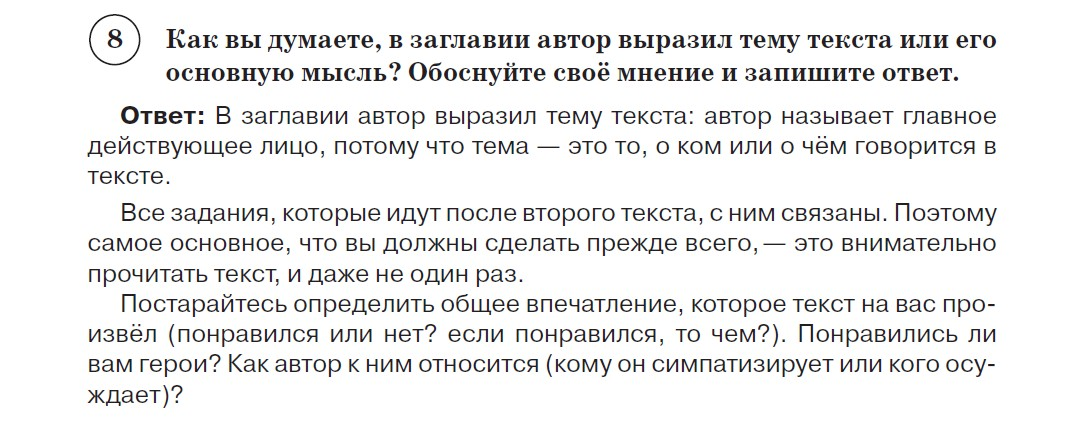 8 Как вы думаете, в заглавии автор выразил тему текста или его
основную мысль? Обоснуйте своё мнение и запишите ответ.
Ответ: В заглавии автор выразил тему текста: автор называет главное
действующее лицо, потому что тема — это то, о ком или о чём говорится в
тексте.
Все задания, которые идут после второго текста, с ним связаны. Поэтому
самое основное, что вы должны сделать прежде всего, — это внимательно
прочитать текст, и даже не один раз.
Постарайтесь определить общее впечатление, которое текст на вас про-
извёл (понравился или нет? если понравился, то чем?). Понравились ли
вам герои? Как автор к ним относится (кому он симпатизирует или кого осу-
ждает)?